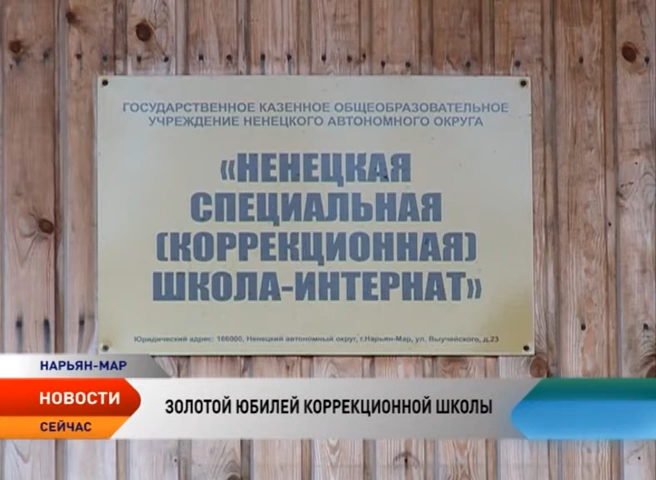 ГОСУДАРСТВЕННОЕ КАЗЕННОЕ ОБЩЕОБРАЗОВАТЕЛЬНОЕ
УЧРЕЖДЕНИЕ НЕНЕЦКОГО АВТОНОМНОГО ОКРУГА
«НЕНЕЦКАЯ
СПЕЦИАЛЬНАЯ
(КОРРЕКЦИОННАЯ)
ШКОЛА-ИНТЕРНАТ»
Юридический адрес: 166000, Ненецкий автономный округ, г.Нарьян-Мар, ул. Выучейского, д.23
НАРЬЯН-МАР
НОВОСТИ
СЕЙЧАС
ЗОЛОТОЙ ЮБИЛЕЙ КОРРЕКЦИОННОЙ ШКОЛЫ